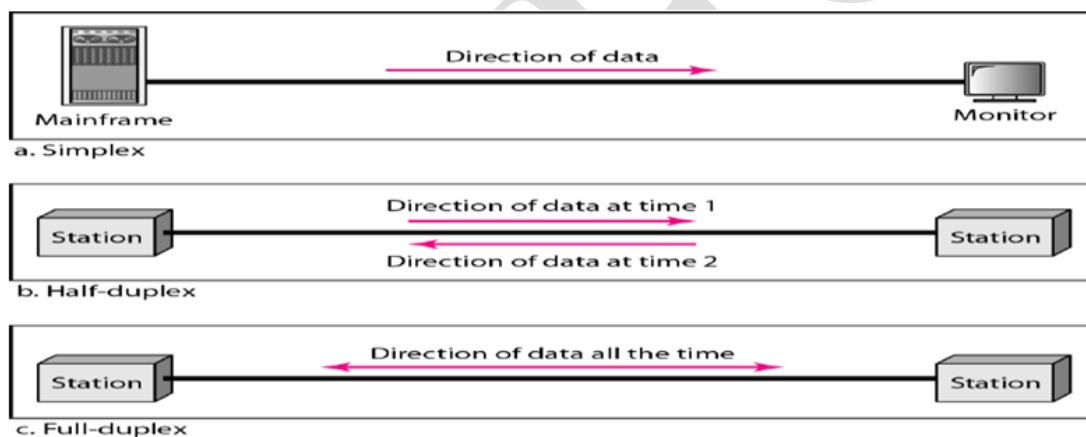 Direction of data
Mainframe
Monitor
a. Simplex
Direction of data at time 1
Station
Station
Direction of data at time 2
b. Half-duplex
Direction of data all the time
Station
Station
c. Full-duplex